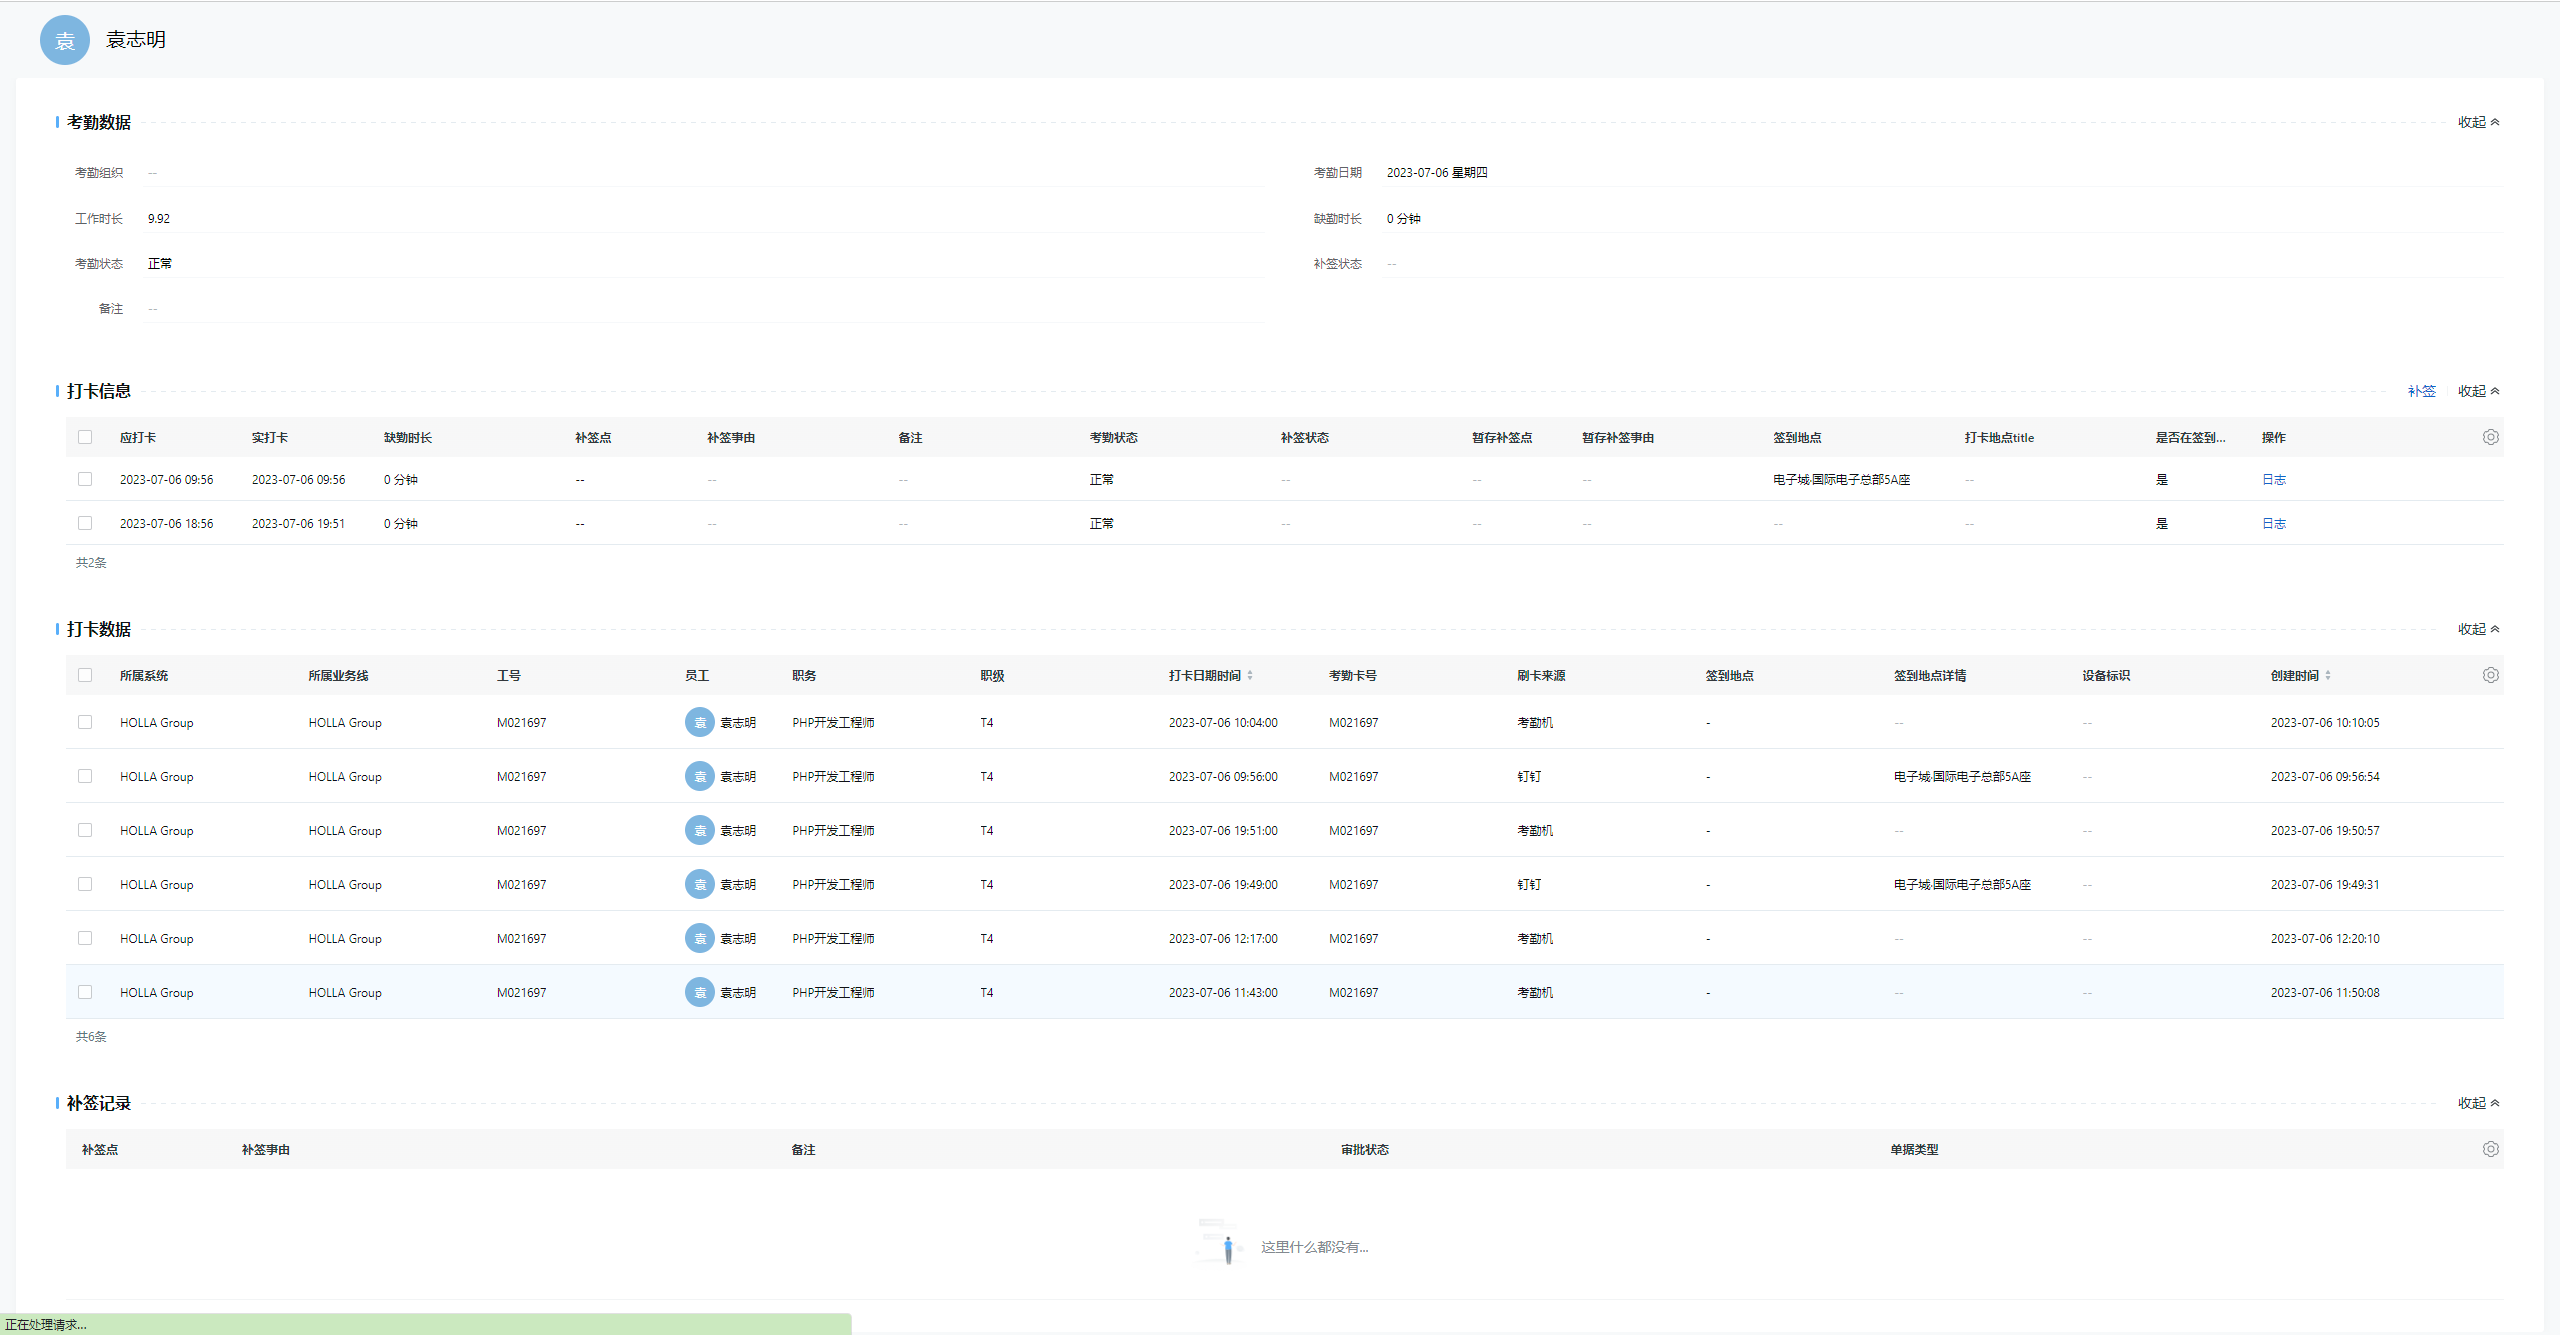 袁 袁志明
考勤数据 收起
考勤组织 -- 考勤日期 2023-07-06 星期四
工作时长 9.92 缺勤时长 0 分钟
考勤状态 正常 补签状态 --
备注 --
打卡信息 补签 收起
应打卡 实打卡 缺勤时长 补签点 补签事由 备注 考勤状态 补签状态 暂存补签点 暂存补签事由 签到地点 打卡地点title 是否在签到... 操作
2023-07-06 09:56 2023-07-06 09:56 0 分钟 -- -- -- 正常 -- -- -- 电子城·国际电子总部5A座 -- 是 日志
2023-07-06 18:56 2023-07-06 19:51 0 分钟 -- -- -- 正常 -- -- -- -- -- 是 日志
共2条
打卡数据 收起
所属系统 所属业务线 工号 员工 职务 职级 打卡日期时间 考勤卡号 刷卡来源 签到地点 签到地点详情 设备标识 创建时间
HOLLA Group HOLLA Group M021697 袁 袁志明 PHP开发工程师 T4 2023-07-06 10:04:00 M021697 考勤机 - -- -- 2023-07-06 10:10:05
HOLLA Group HOLLA Group M021697 袁 袁志明 PHP开发工程师 T4 2023-07-06 09:56:00 M021697 钉钉 - 电子城·国际电子总部5A座 -- 2023-07-06 09:56:54
HOLLA Group HOLLA Group M021697 袁 袁志明 PHP开发工程师 T4 2023-07-06 19:51:00 M021697 考勤机 - -- -- 2023-07-06 19:50:57
HOLLA Group HOLLA Group M021697 袁 袁志明 PHP开发工程师 T4 2023-07-06 19:49:00 M021697 钉钉 - 电子城·国际电子总部5A座 -- 2023-07-06 19:49:31
HOLLA Group HOLLA Group M021697 袁 袁志明 PHP开发工程师 T4 2023-07-06 12:17:00 M021697 考勤机 - -- -- 2023-07-06 12:20:10
HOLLA Group HOLLA Group M021697 袁 袁志明 PHP开发工程师 T4 2023-07-06 11:43:00 M021697 考勤机 - -- -- 2023-07-06 11:50:08
共6条
补签记录 收起
补签点 补签事由 备注 审批状态 单据类型
这里什么都没有...
正在处理请求...